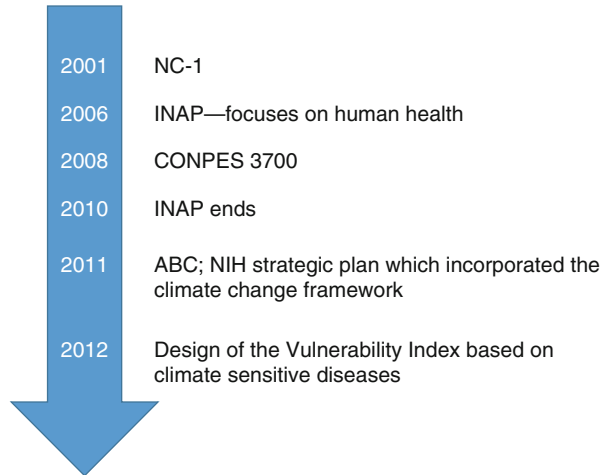 2001 NC-1
2006 INAP—focuses on human health
2008 CONPES 3700
2010 INAP ends
2011 ABC; NIH strategic plan which incorporated the
climate change framework
2012 Design of the Vulnerability Index based on
climate sensitive diseases